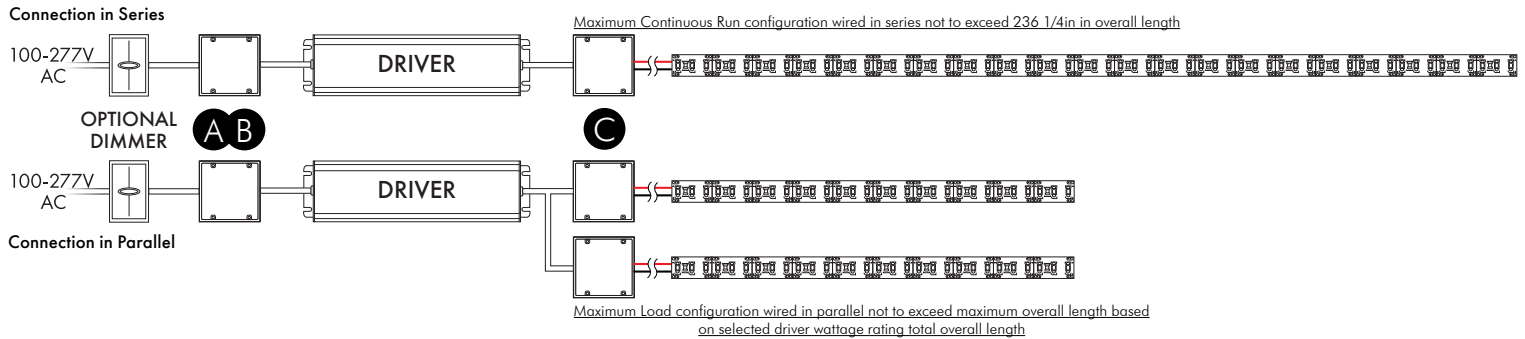 Connection in Series
Maximum Continuous Run configuration wired in series not to exceed 236 1/4in in overall length
100-277V
AC
DRIVER
OPTIONAL
DIMMER
A B
C
100-277V
AC
DRIVER
Connection in Parallel
Maximum Load configuration wired in parallel not to exceed maximum overall length based
on selected driver wattage rating total overall length